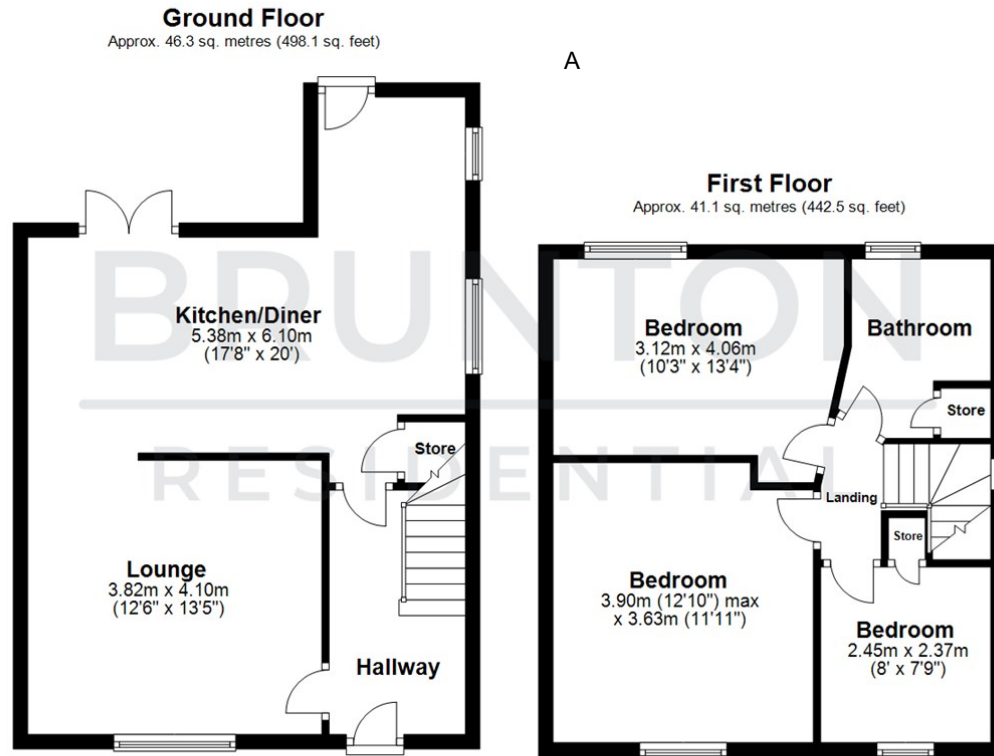 Ground Floor
Approx. 46.3 sq. metres (498.1 sq. feet)
A
First Floor
Approx. 41.1 sq. metres (442.5 sq. feet)
BRUNTON
RESIDENTIAL
Kitchen/Diner
5.38m x 6.10m
(17'8" x 20')
Store
Lounge
3.82m x 4.10m
(12'6" x 13'5")
Hallway
Bedroom
3.12m x 4.06m
(10'3" x 13'4")
Bathroom
Store
Landing
Store
Bedroom
3.90m (12'10") max
x 3.63m (11'11")
Bedroom
2.45m x 2.37m
(8' x 7'9")